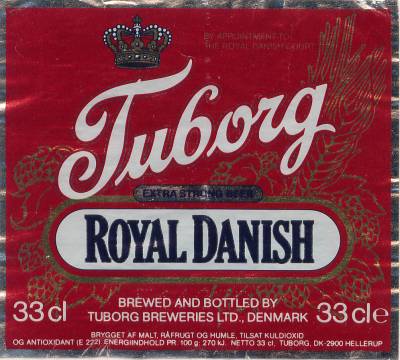 BY APPOINTMENT TO
THE ROYAL DANISH COURT
Tuborg
EXTRA STRONG BEER
ROYAL DANISH
33 cl
BREWED AND BOTTLED BY
TUBORG BREWERIES LTD., DENMARK
33 cl e
BRYGGET AF MALT, RÅFRUGT OG HUMLE, TILSAT KULDIOXID
OG ANTIOXIDANT (E 222) ENERGIINDHOLD PR. 100 g: 270 kJ. NETTO 33 cl, TUBORG, DK-2900 HELLERUP